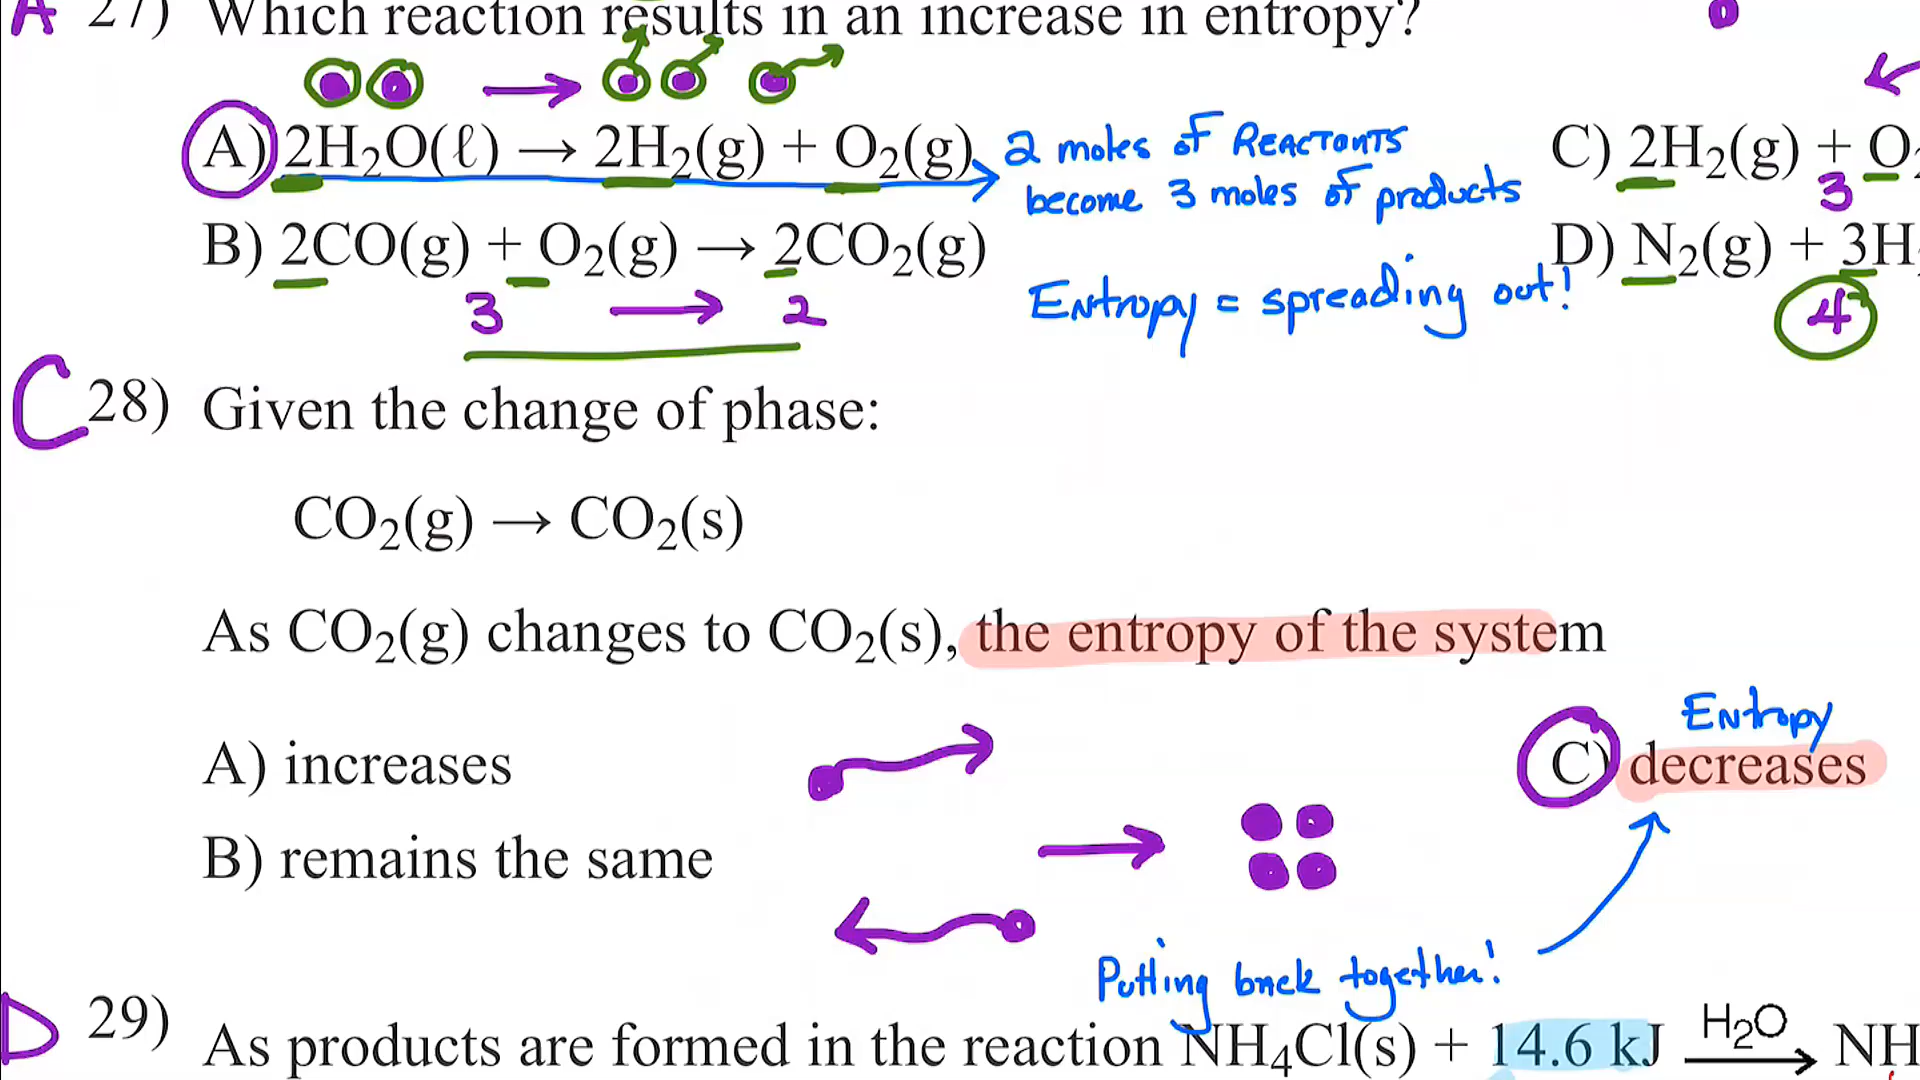 A 27) Which reaction results in an increase in entropy?
A) 2H₂O(ℓ) → 2H₂(g) + O₂(g)
2 moles of REACTANTS
become 3 moles of products
C) 2H₂(g) + O₂
3
B) 2CO(g) + O₂(g) → 2CO₂(g)
3 → 2
Entropy = spreading out!
D) N₂(g) + 3H₂
4
C 28) Given the change of phase:
CO₂(g) → CO₂(s)
As CO₂(g) changes to CO₂(s), the entropy of the system
A) increases
Entropy
C) decreases
B) remains the same
Putting back together!
D 29) As products are formed in the reaction NH₄Cl(s) + 14.6 kJ H₂O → NH